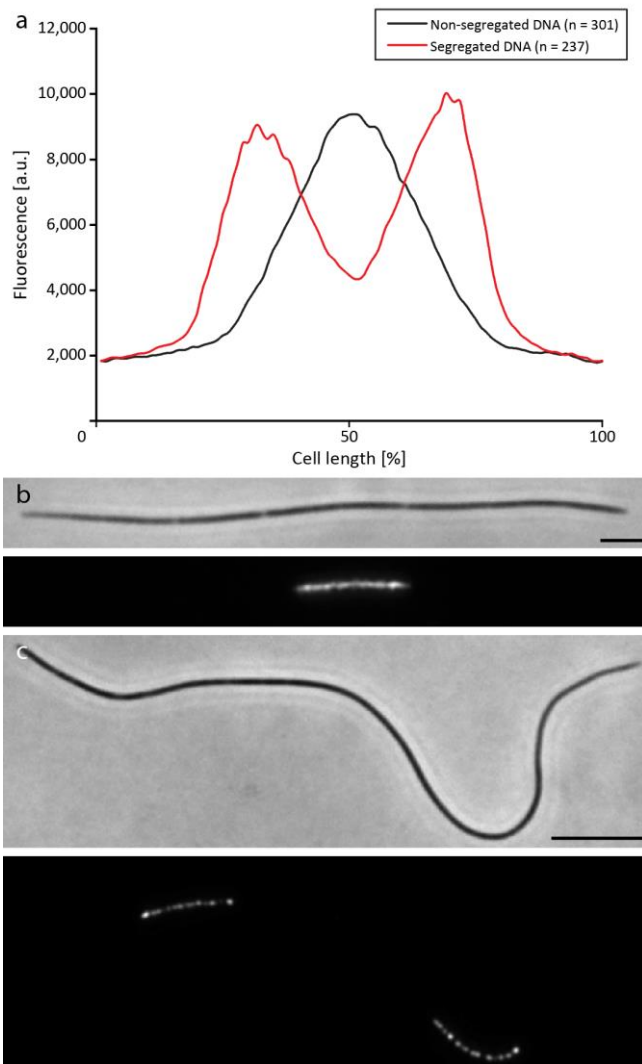 a
Non-segregated DNA (n = 301)
Segregated DNA (n = 237)
12,000
10,000
8,000
6,000
4,000
2,000
Fluorescence [a.u.]
0
50
100
Cell length [%]
b
c